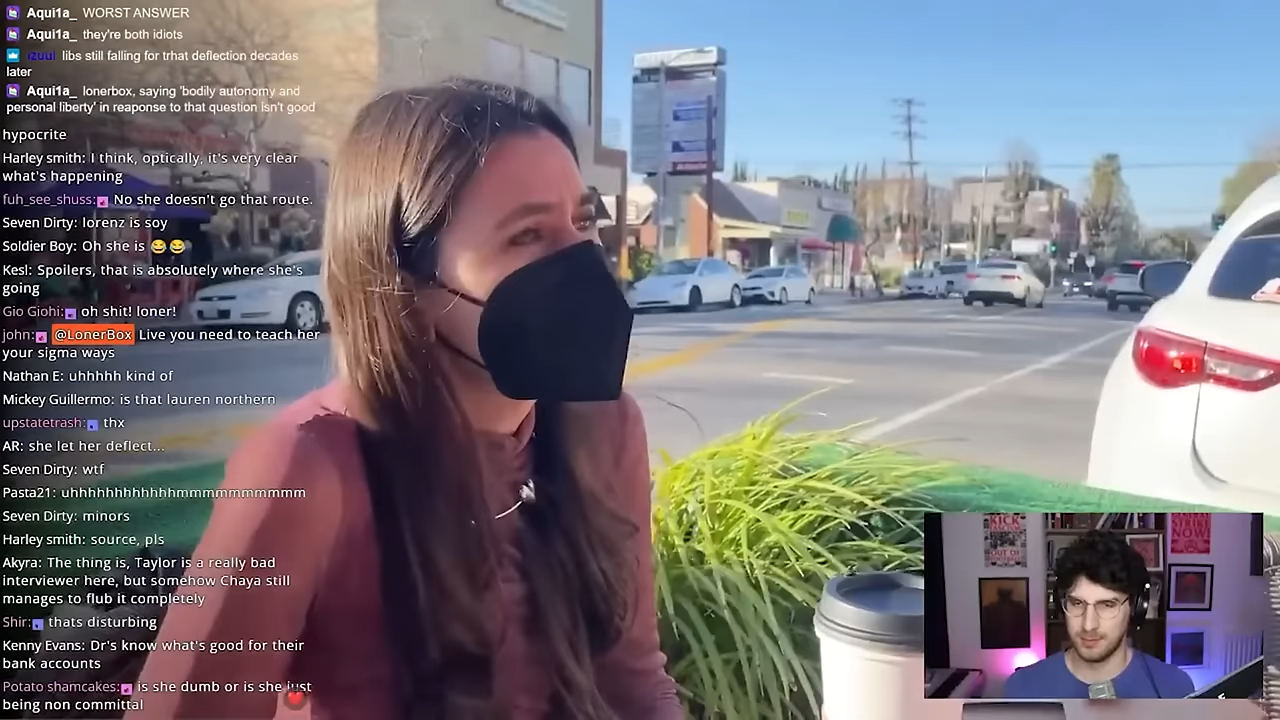 Aqui1a_ WORST ANSWER
Aqui1a_ they're both idiots
libs still falling for trhat deflection decades
later
Aqui1a_ lonerbox, saying 'bodily autonomy and
personal liberty' in reaponse to that question isn't good
hypocrite
Harley smith: I think, optically, it's very clear
what's happening
fuh_see_shuss: No she doesn't go that route.
Seven Dirty: lorenz is soy
Soldier Boy: Oh she is 😂😂
Kesl: Spoilers, that is absolutely where she's
going
Gio Giohi: oh shit! loner!
john: @LonerBox Live you need to teach her
your sigma ways
Nathan E: uhhhhh kind of
Mickey Guillermo: is that lauren northern
upstatetrash: thx
AR: she let her deflect...
Seven Dirty: wtf
Pasta21: uhhhhhhhhhhhmmmmmmmmmm
Seven Dirty: minors
Harley smith: source, pls
Akyra: The thing is, Taylor is a really bad
interviewer here, but somehow Chaya still
manages to flub it completely
Shir: thats disturbing
Kenny Evans: Dr's know what's good for their
bank accounts
Potato shamcakes: is she dumb or is she just
being non committal
KICK
OUT OF
FOOTBALL
STRIKE
NOW!